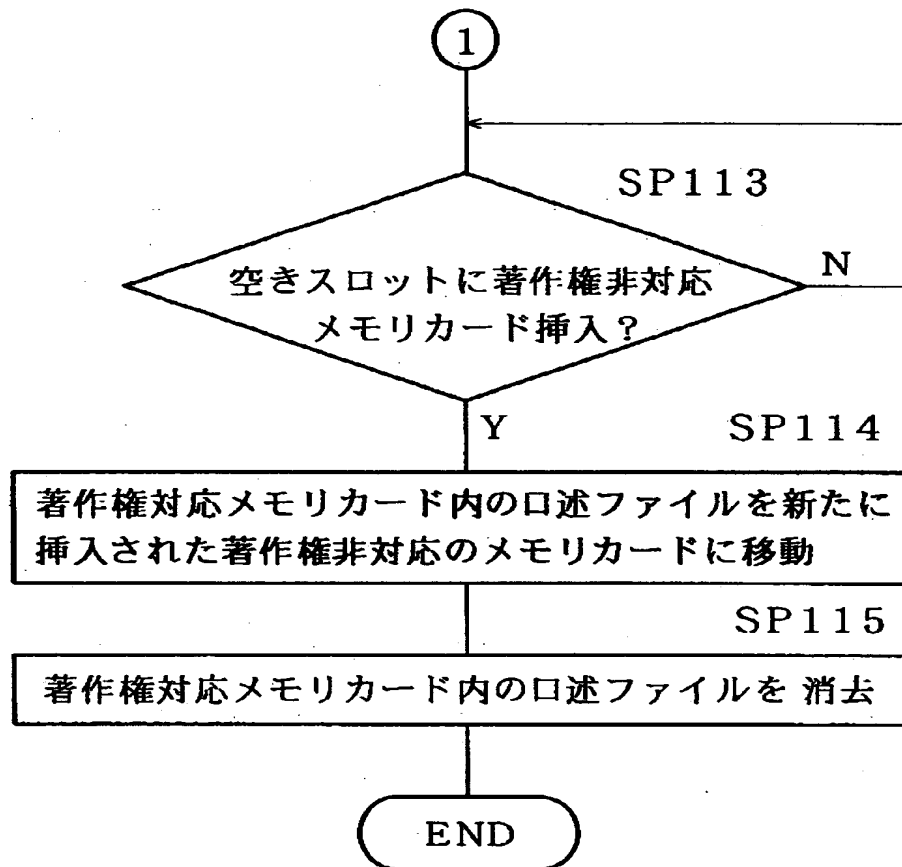 1
SP113
空きスロットに著作権非対応
メモリカード挿入?
N
Y
SP114
著作権対応メモリカード内の口述ファイルを新たに
挿入された著作権非対応のメモリカードに移動
SP115
著作権対応メモリカード内の口述ファイルを 消去
END